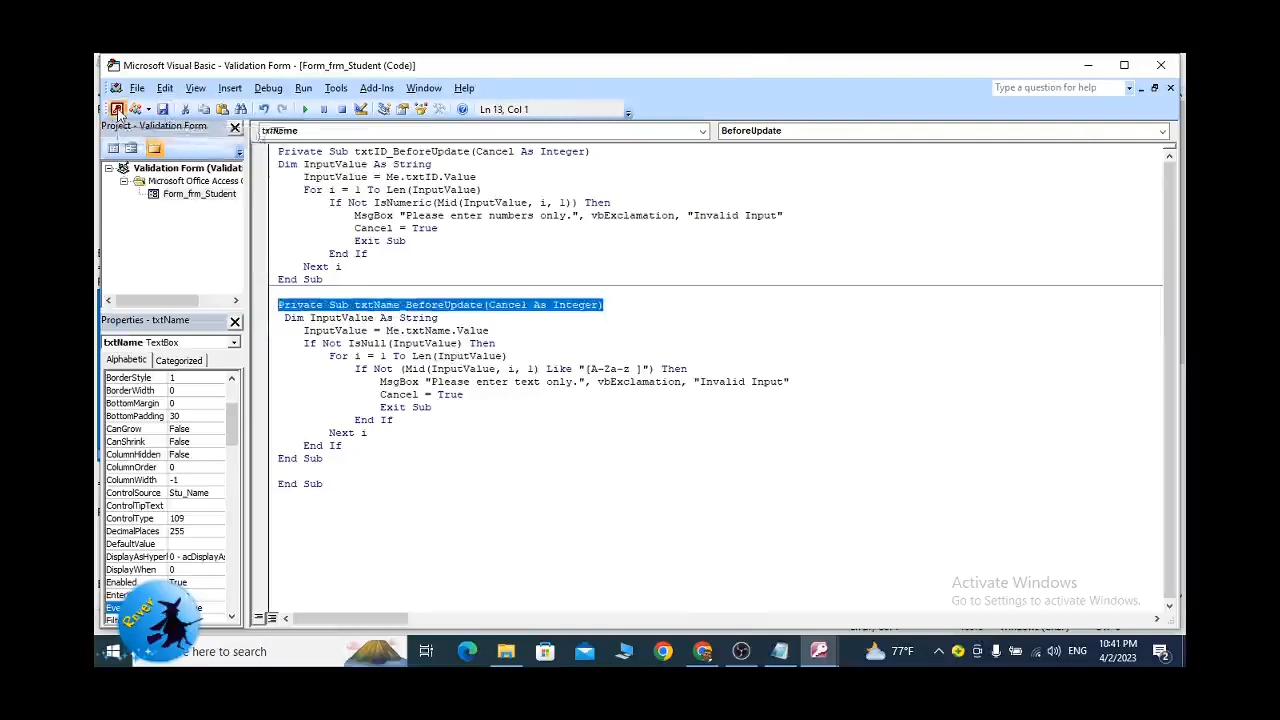 Microsoft Visual Basic - Validation Form - [Form_frm_Student (Code)]
File Edit View Insert Debug Run Tools Add-Ins Window Help
Type a question for help
Ln 13, Col 1
Project - Validation Form
txtName
BeforeUpdate
Validation Form (Validat
Microsoft Office Access C
Form_frm_Student
Private Sub txtID_BeforeUpdate(Cancel As Integer)
Dim InputValue As String
InputValue = Me.txtID.Value
For i = 1 To Len(InputValue)
If Not IsNumeric(Mid(InputValue, i, 1)) Then
MsgBox "Please enter numbers only.", vbExclamation, "Invalid Input"
Cancel = True
Exit Sub
End If
Next i
End Sub
Private Sub txtName_BeforeUpdate(Cancel As Integer)
Dim InputValue As String
InputValue = Me.txtName.Value
If Not IsNull(InputValue) Then
For i = 1 To Len(InputValue)
If Not (Mid(InputValue, i, 1) Like "[A-Za-z ]") Then
MsgBox "Please enter text only.", vbExclamation, "Invalid Input"
Cancel = True
Exit Sub
End If
Next i
End If
End Sub
End Sub
Properties - txtName
txtName TextBox
Alphabetic Categorized
BorderStyle 1
BorderWidth 0
BottomMargin 0
BottomPadding 30
CanGrow False
CanShrink False
ColumnHidden False
ColumnOrder 0
ColumnWidth -1
ControlSource Stu_Name
ControlTipText
ControlType 109
DecimalPlaces 255
DefaultValue
DisplayAsHyperl 0 - acDisplayAs
DisplayWhen 0
Enabled True
Enter
Eve
Rover
Activate Windows
Go to Settings to activate Windows.
here to search
77°F
ENG
10:41 PM
4/2/2023
2